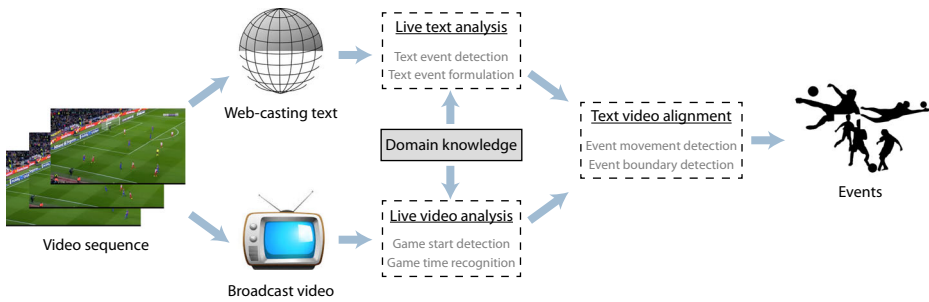 Live text analysis
Text event detection
Text event formulation
Web-casting text
Domain knowledge
Text video alignment
Event movement detection
Event boundary detection
Events
Video sequence
Live video analysis
Game start detection
Game time recognition
Broadcast video